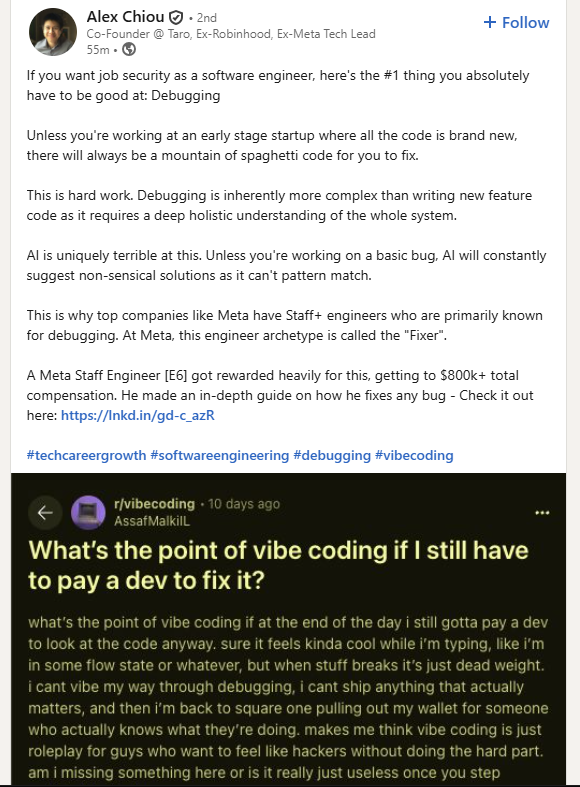 Alex Chiou • 2nd
Co-Founder @ Taro, Ex-Robinhood, Ex-Meta Tech Lead
55m •
+ Follow
If you want job security as a software engineer, here's the #1 thing you absolutely
have to be good at: Debugging
Unless you're working at an early stage startup where all the code is brand new,
there will always be a mountain of spaghetti code for you to fix.
This is hard work. Debugging is inherently more complex than writing new feature
code as it requires a deep holistic understanding of the whole system.
AI is uniquely terrible at this. Unless you're working on a basic bug, AI will constantly
suggest non-sensical solutions as it can't pattern match.
This is why top companies like Meta have Staff+ engineers who are primarily known
for debugging. At Meta, this engineer archetype is called the "Fixer".
A Meta Staff Engineer [E6] got rewarded heavily for this, getting to $800k+ total
compensation. He made an in-depth guide on how he fixes any bug - Check it out
here: https://lnkd.in/gd-c_azR
#techcareergrowth #softwareengineering #debugging #vibecoding
r/vibecoding • 10 days ago
AssafMalkiIL
What's the point of vibe coding if I still have
to pay a dev to fix it?
what's the point of vibe coding if at the end of the day i still gotta pay a dev
to look at the code anyway. sure it feels kinda cool while i'm typing, like i'm
in some flow state or whatever, but when stuff breaks it's just dead weight.
i cant vibe my way through debugging, i cant ship anything that actually
matters, and then i'm back to square one pulling out my wallet for someone
who actually knows what they're doing. makes me think vibe coding is just
roleplay for guys who want to feel like hackers without doing the hard part.
am i missing something here or is it really just useless once you step